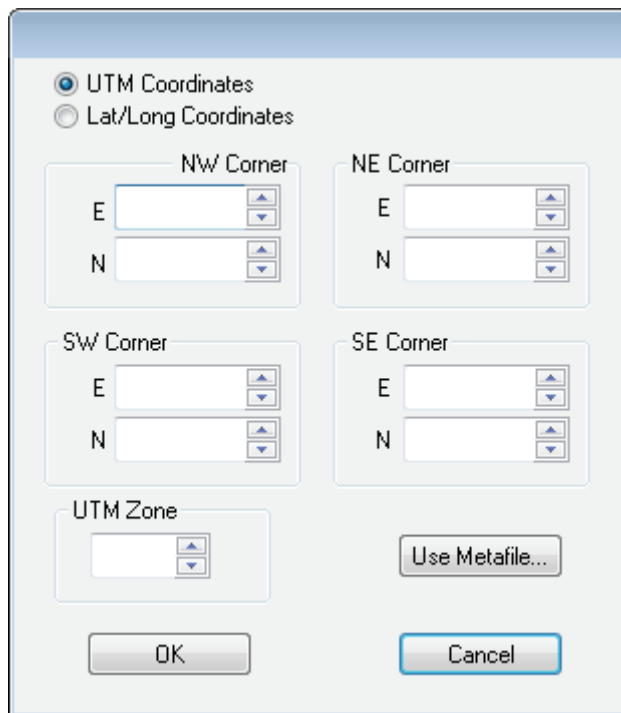 UTM Coordinates
Lat/Long Coordinates
NW Corner
E
N
NE Corner
E
N
SW Corner
E
N
SE Corner
E
N
UTM Zone
Use Metafile...
OK
Cancel